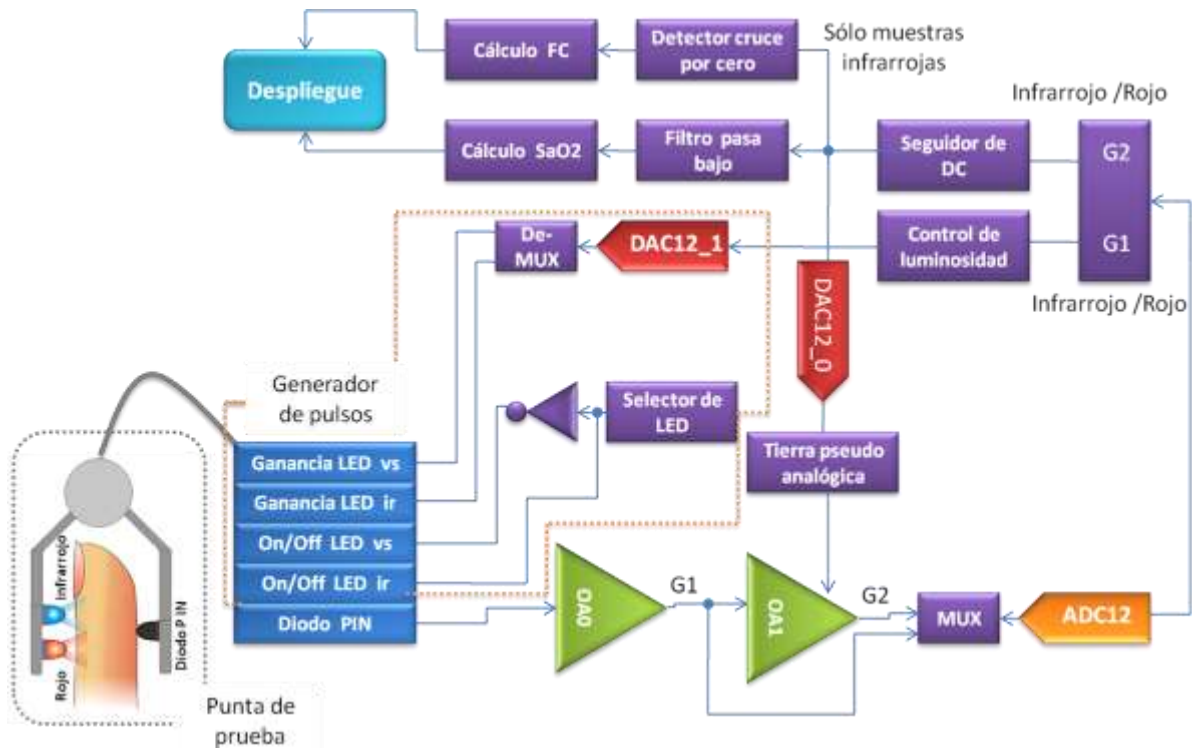 Sólo muestras
infrarrojas
Cálculo FC
Detector cruce
por cero
Despliegue
Infrarrojo /Rojo
Cálculo SaO2
Filtro pasa
bajo
Seguidor de
DC
G2
De-
MUX
DAC12_1
Control de
luminosidad
G1
Infrarrojo /Rojo
DAC12_0
Generador
de pulsos
Selector de
LED
Tierra pseudo
analógica
Ganancia LED vs
Ganancia LED ir
On/Off LED vs
On/Off LED ir
Diodo PIN
OA0
G1
OA1
G2
MUX
ADC12
Infrarrojo
Rojo
Diodo P IN
Punta de
prueba